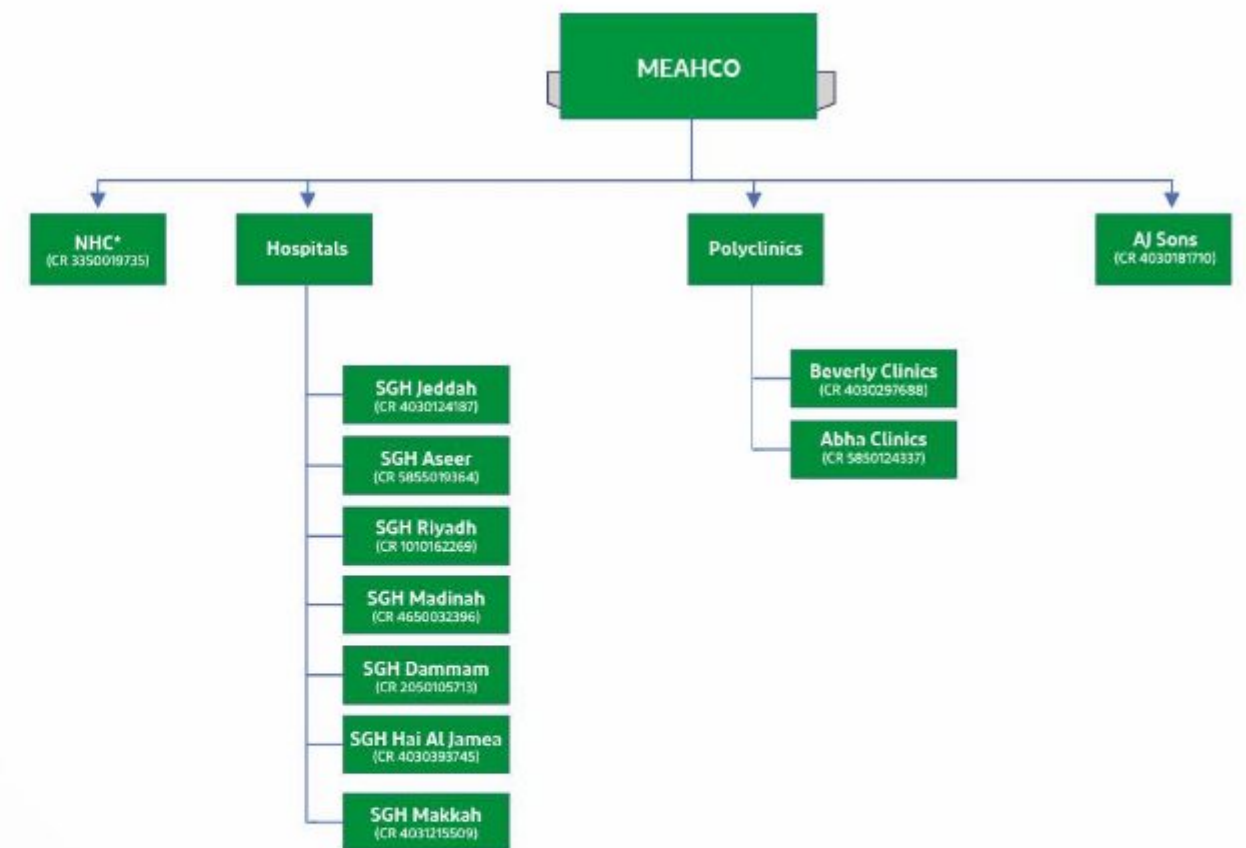 MEAHCO
NHC*
(CR 3350019735)
Hospitals
Polyclinics
AJ Sons
(CR 4030181710)
SGH Jeddah
(CR 4030124187)
SGH Aseer
(CR 5855019364)
SGH Riyadh
(CR 1010162269)
SGH Madinah
(CR 4650032396)
SGH Dammam
(CR 2050105713)
SGH Hai Al Jamea
(CR 4030393745)
SGH Makkah
(CR 4031215509)
Beverly Clinics
(CR 4030297688)
Abha Clinics
(CR 5850124337)